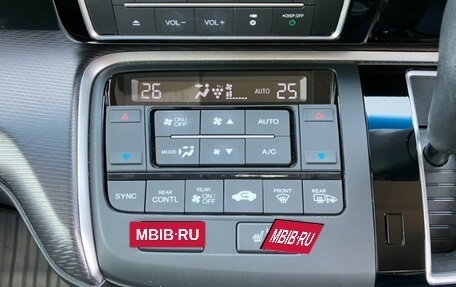 VOL− VOL+ DISP.OFF
26 AUTO 25
ON/OFF AUTO
MODE A/C
SYNC REAR CONTL REAR ON/OFF FRONT REAR
MBIB·RU MBIB·RU